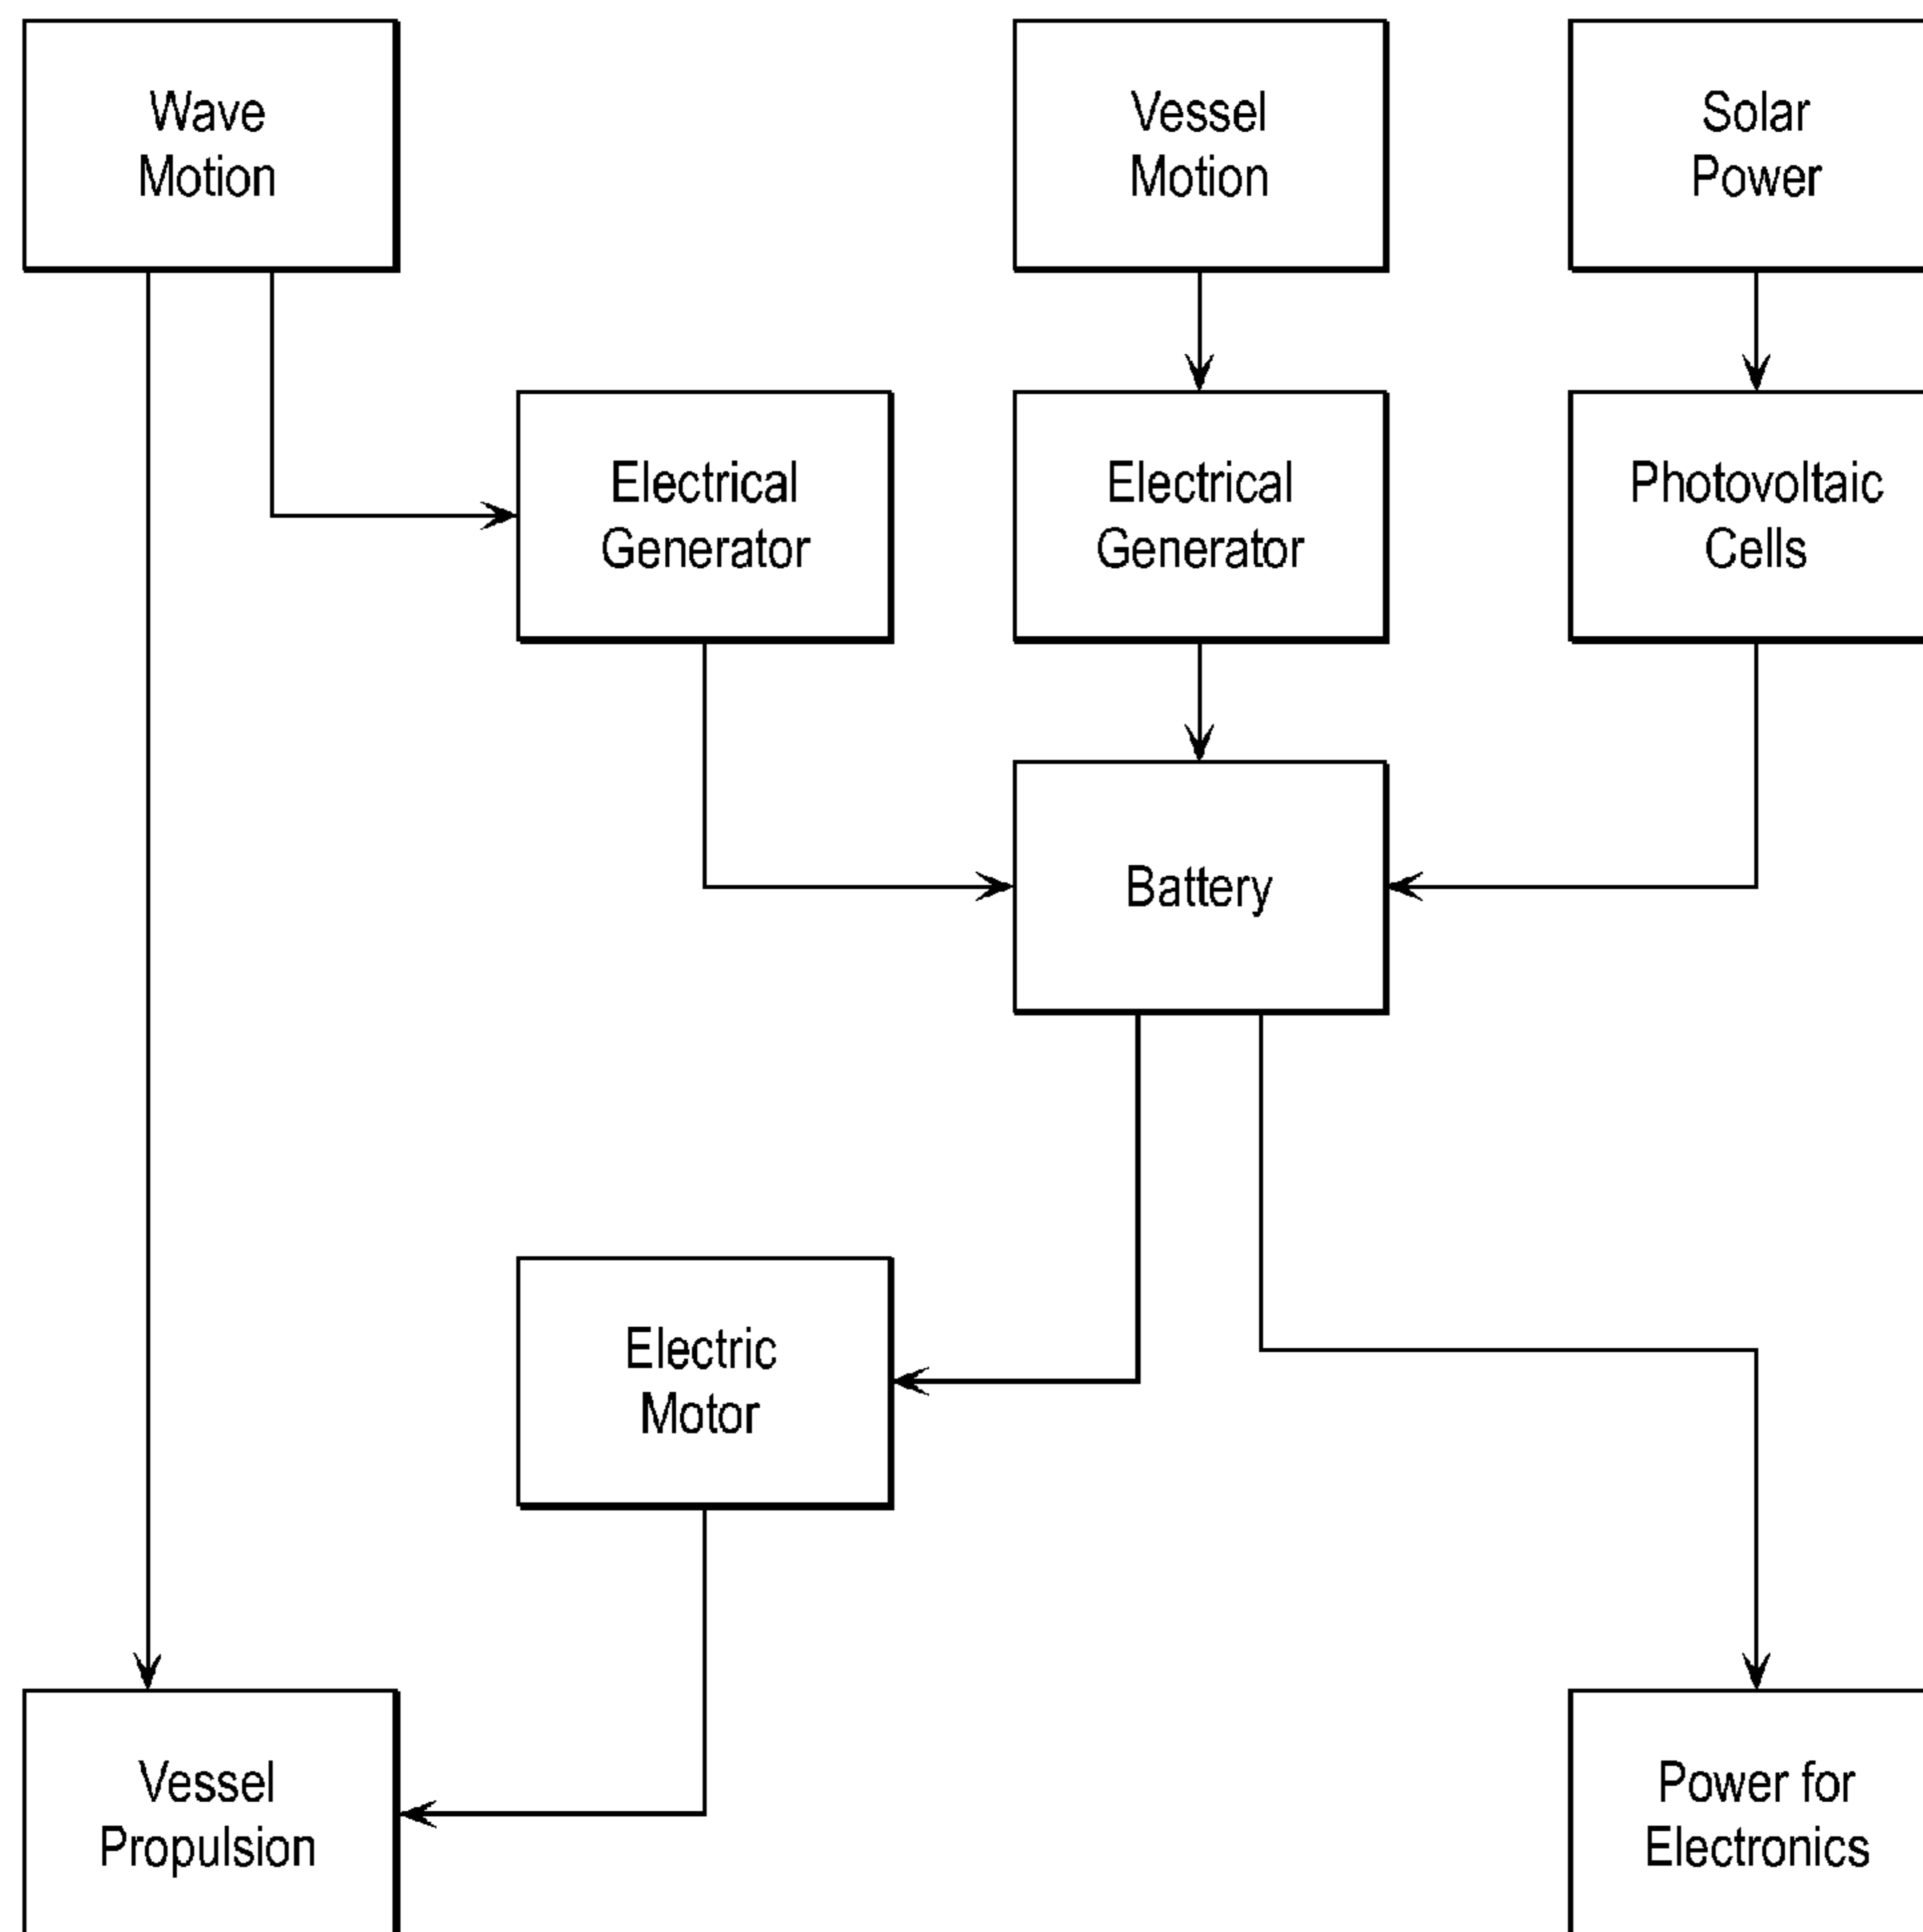 Wave
Motion
Vessel
Motion
Solar
Power
Electrical
Generator
Electrical
Generator
Photovoltaic
Cells
Battery
Electric
Motor
Vessel
Propulsion
Power for
Electronics